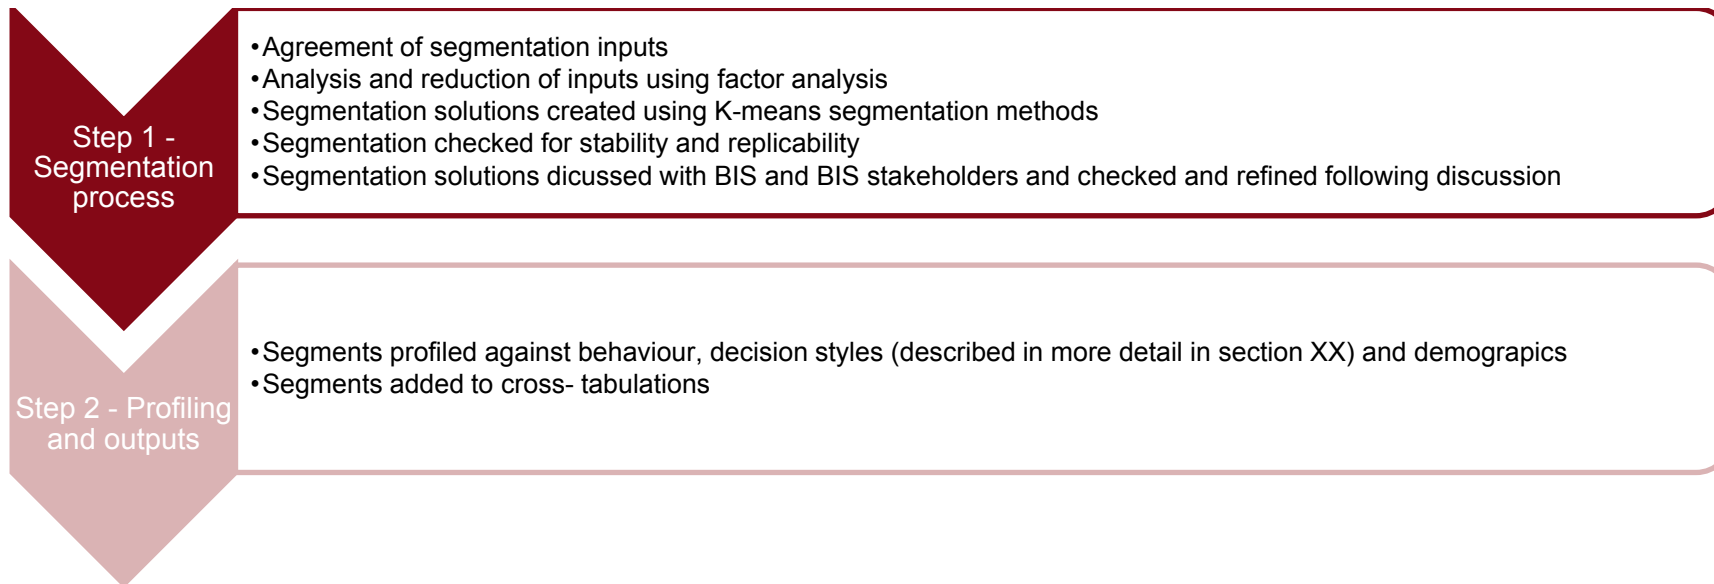 Step 1 -
Segmentation
process
•Agreement of segmentation inputs
•Analysis and reduction of inputs using factor analysis
•Segmentation solutions created using K-means segmentation methods
•Segmentation checked for stability and replicability
•Segmentation solutions dicussed with BIS and BIS stakeholders and checked and refined following discussion
Step 2 - Profiling
and outputs
•Segments profiled against behaviour, decision styles (described in more detail in section XX) and demograpics
•Segments added to cross- tabulations